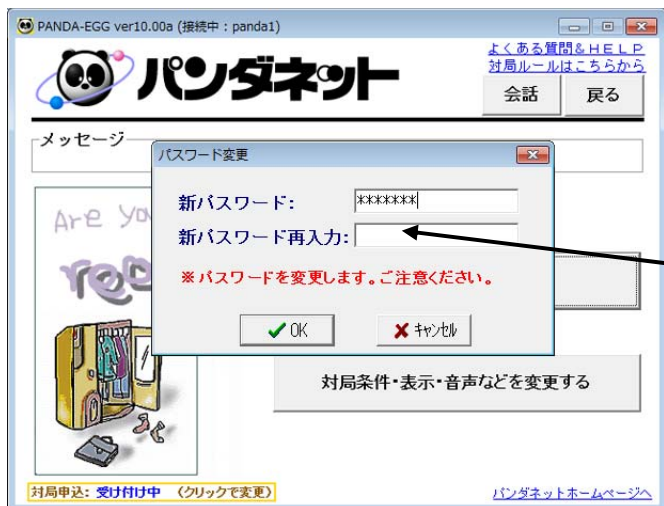 PANDA-EGG ver10.00a (接続中：panda1)
よくある質問&ＨＥＬＰ
対局ルールはこちらから
パンダネット
会話
戻る
メッセージ
パスワード変更
新パスワード：
*******
新パスワード再入力：
※パスワードを変更します。ご注意ください。
OK
キャンセル
Are yo
対局条件・表示・音声などを変更する
対局申込：受け付け中 （クリックで変更）
パンダネットホームページへ